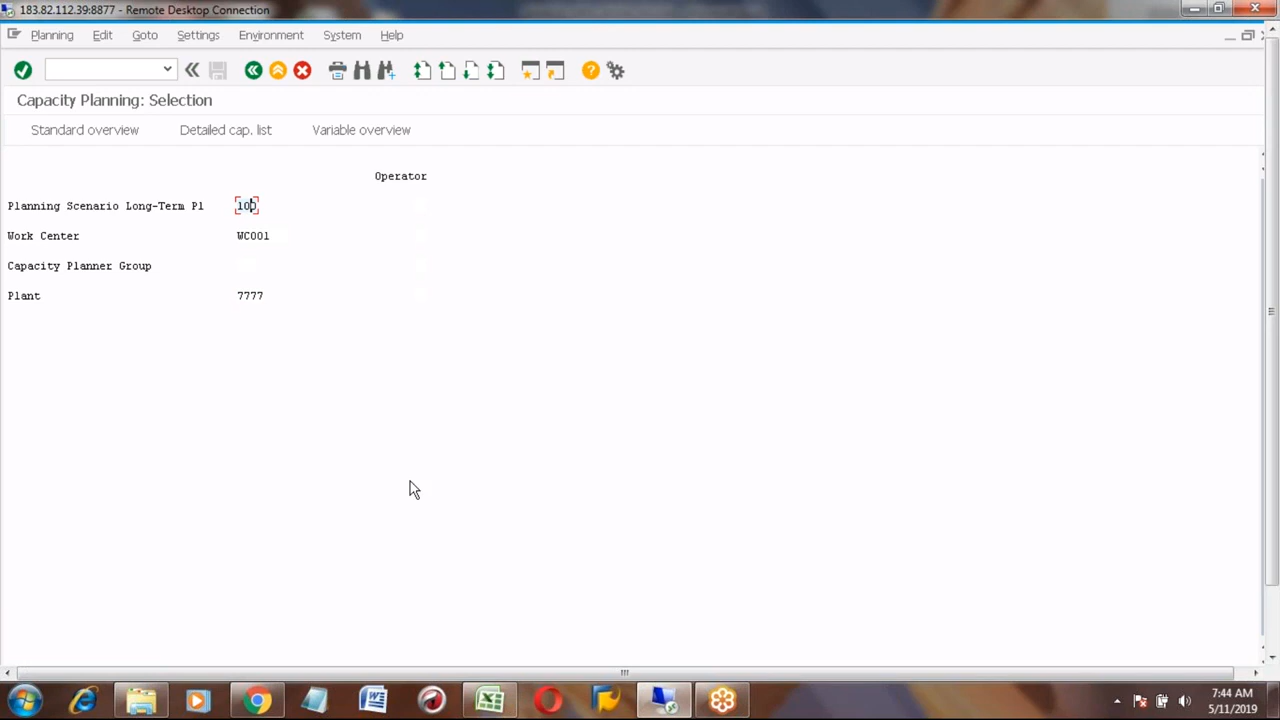 183.82.112.39:8877 - Remote Desktop Connection
Planning Edit Goto Settings Environment System Help
Capacity Planning: Selection
Standard overview Detailed cap. list Variable overview
Operator
Planning Scenario Long-Term Pl 100
Work Center WC001
Capacity Planner Group
Plant 7777
7:44 AM
5/11/2019